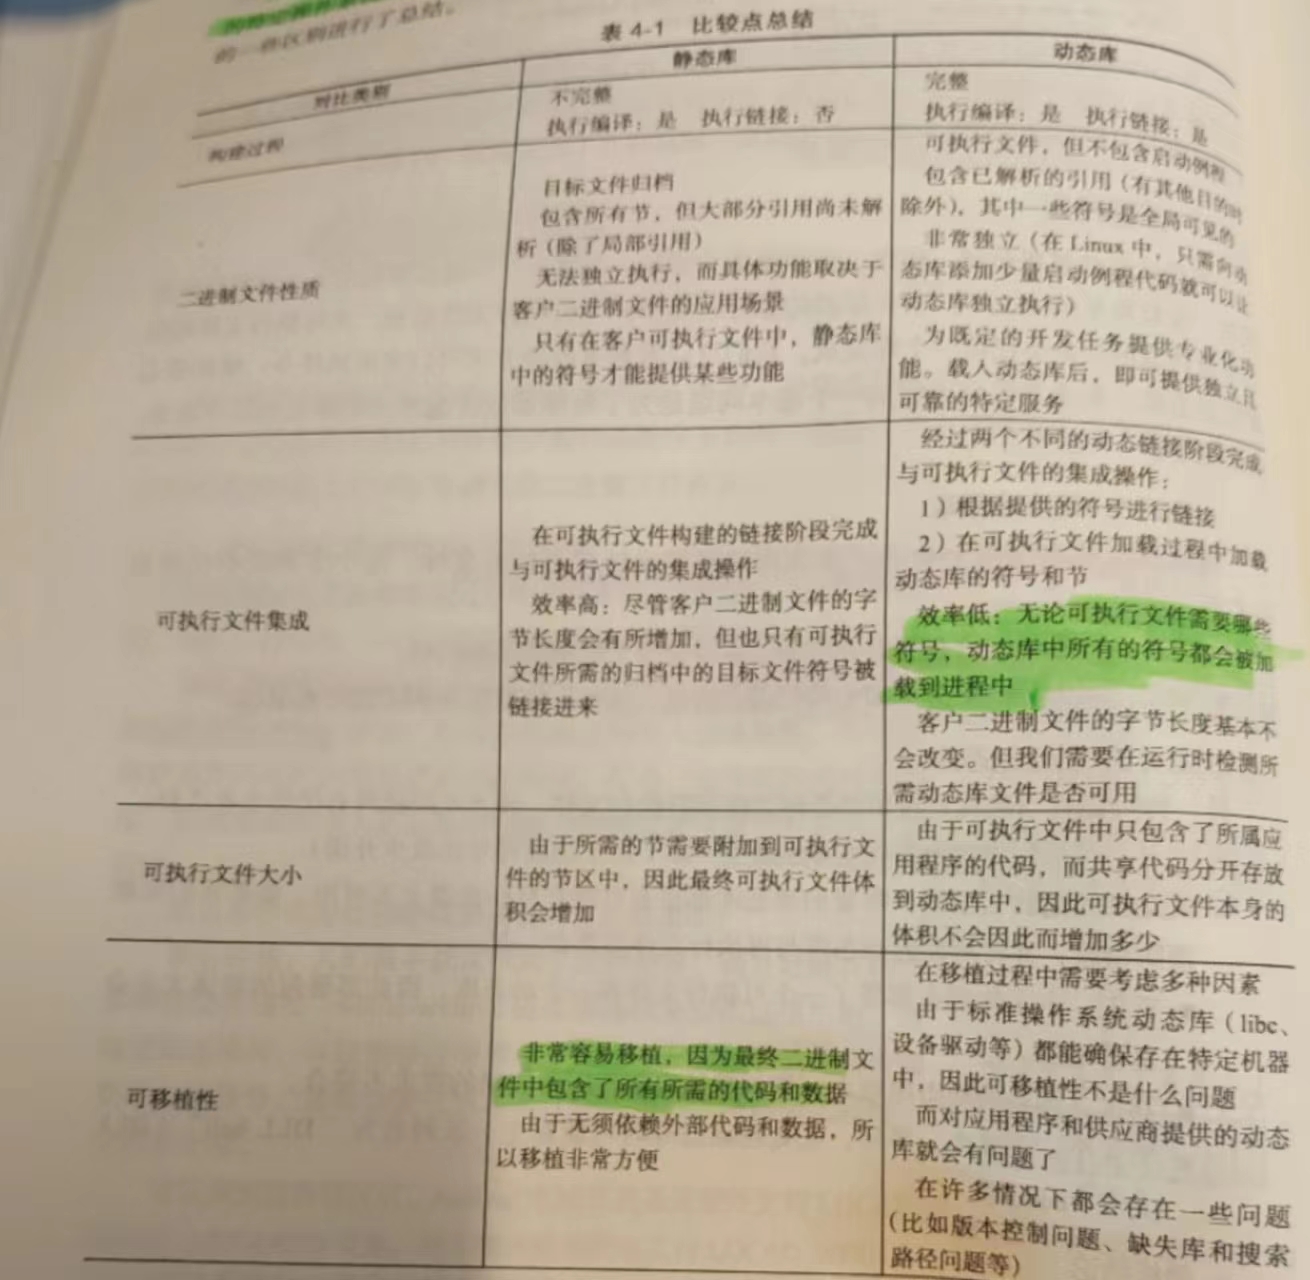 的一些区别进行了总结。
表 4-1 比较点总结
对比类别
静态库
动态库
构建过程
不完整
执行编译：是 执行链接：否
完整
执行编译：是 执行链接：是
二进制文件性质
目标文件归档
包含所有节，但大部分引用尚未解
析（除了局部引用）
无法独立执行，而具体功能取决于
客户二进制文件的应用场景
只有在客户可执行文件中，静态库
中的符号才能提供某些功能
可执行文件，但不包含启动例程
包含已解析的引用（有其他目的时
除外），其中一些符号是全局可见的
非常独立（在 Linux 中，只需向动
态库添加少量启动例程代码就可以让
动态库独立执行）
为既定的开发任务提供专业化功
能。载入动态库后，即可提供独立且
可靠的特定服务
可执行文件集成
在可执行文件构建的链接阶段完成
与可执行文件的集成操作
效率高：尽管客户二进制文件的字
节长度会有所增加，但也只有可执行
文件所需的归档中的目标文件符号被
链接进来
经过两个不同的动态链接阶段完成
与可执行文件的集成操作：
1）根据提供的符号进行链接
2）在可执行文件加载过程中加载
动态库的符号和节
效率低：无论可执行文件需要哪些
符号，动态库中所有的符号都会被加
载到进程中
客户二进制文件的字节长度基本不
会改变。但我们需要在运行时检测所
需动态库文件是否可用
可执行文件大小
由于所需的节需要附加到可执行文
件的节区中，因此最终可执行文件体
积会增加
由于可执行文件中只包含了所属应
用程序的代码，而共享代码分开存放
到动态库中，因此可执行文件本身的
体积不会因此而增加多少
可移植性
非常容易移植，因为最终二进制文
件中包含了所有所需的代码和数据
由于无须依赖外部代码和数据，所
以移植非常方便
在移植过程中需要考虑多种因素
由于标准操作系统动态库（libc、
设备驱动等）都能确保存在特定机器
中，因此可移植性不是什么问题
而对应用程序和供应商提供的动态
库就会有问题了
在许多情况下都会存在一些问题
（比如版本控制问题、缺失库和搜索
路径问题等）